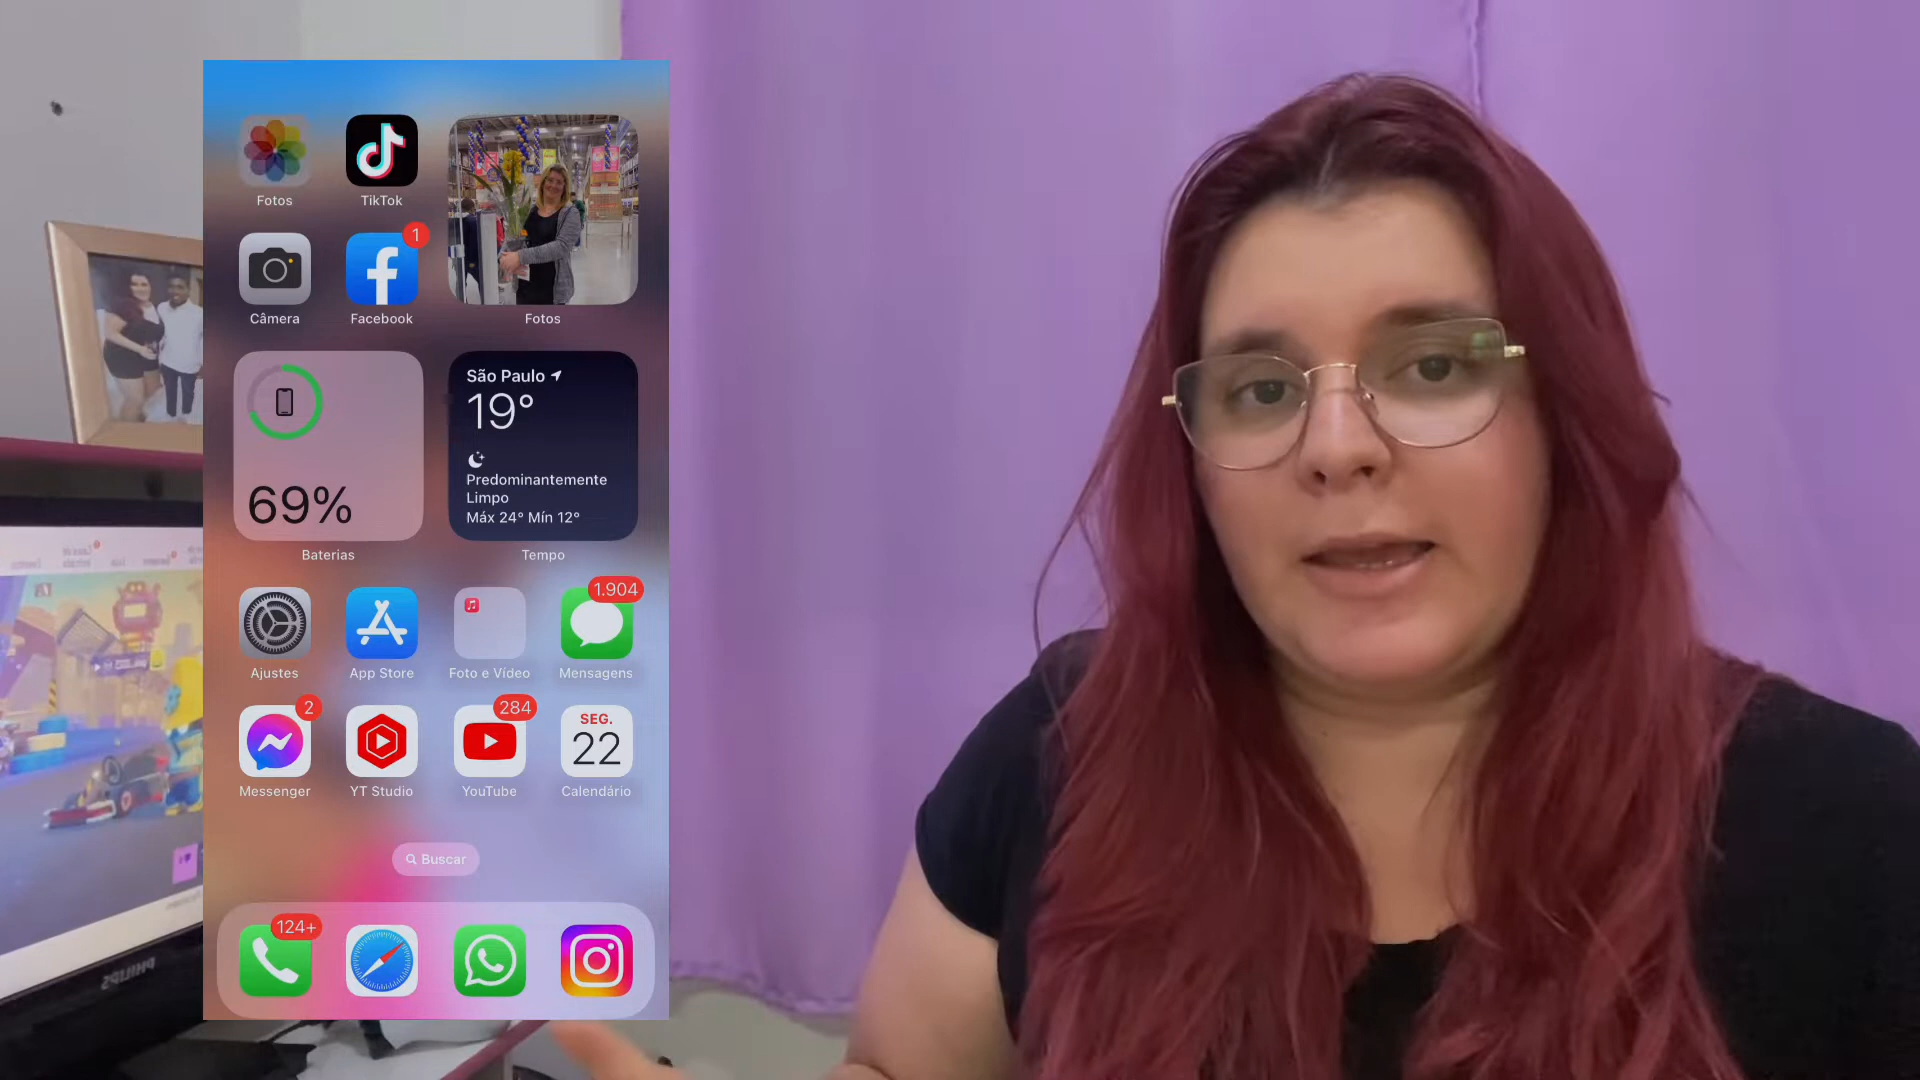 Fotos
TikTok
1
Câmera
Facebook
Fotos
69%
Baterias
São Paulo
19°
Predominantemente
Limpo
Máx 24° Mín 12°
Tempo
1.904
Ajustes
App Store
Foto e Vídeo
Mensagens
2
284
SEG.
22
Messenger
YT Studio
YouTube
Calendário
Buscar
124+
PHILIPS